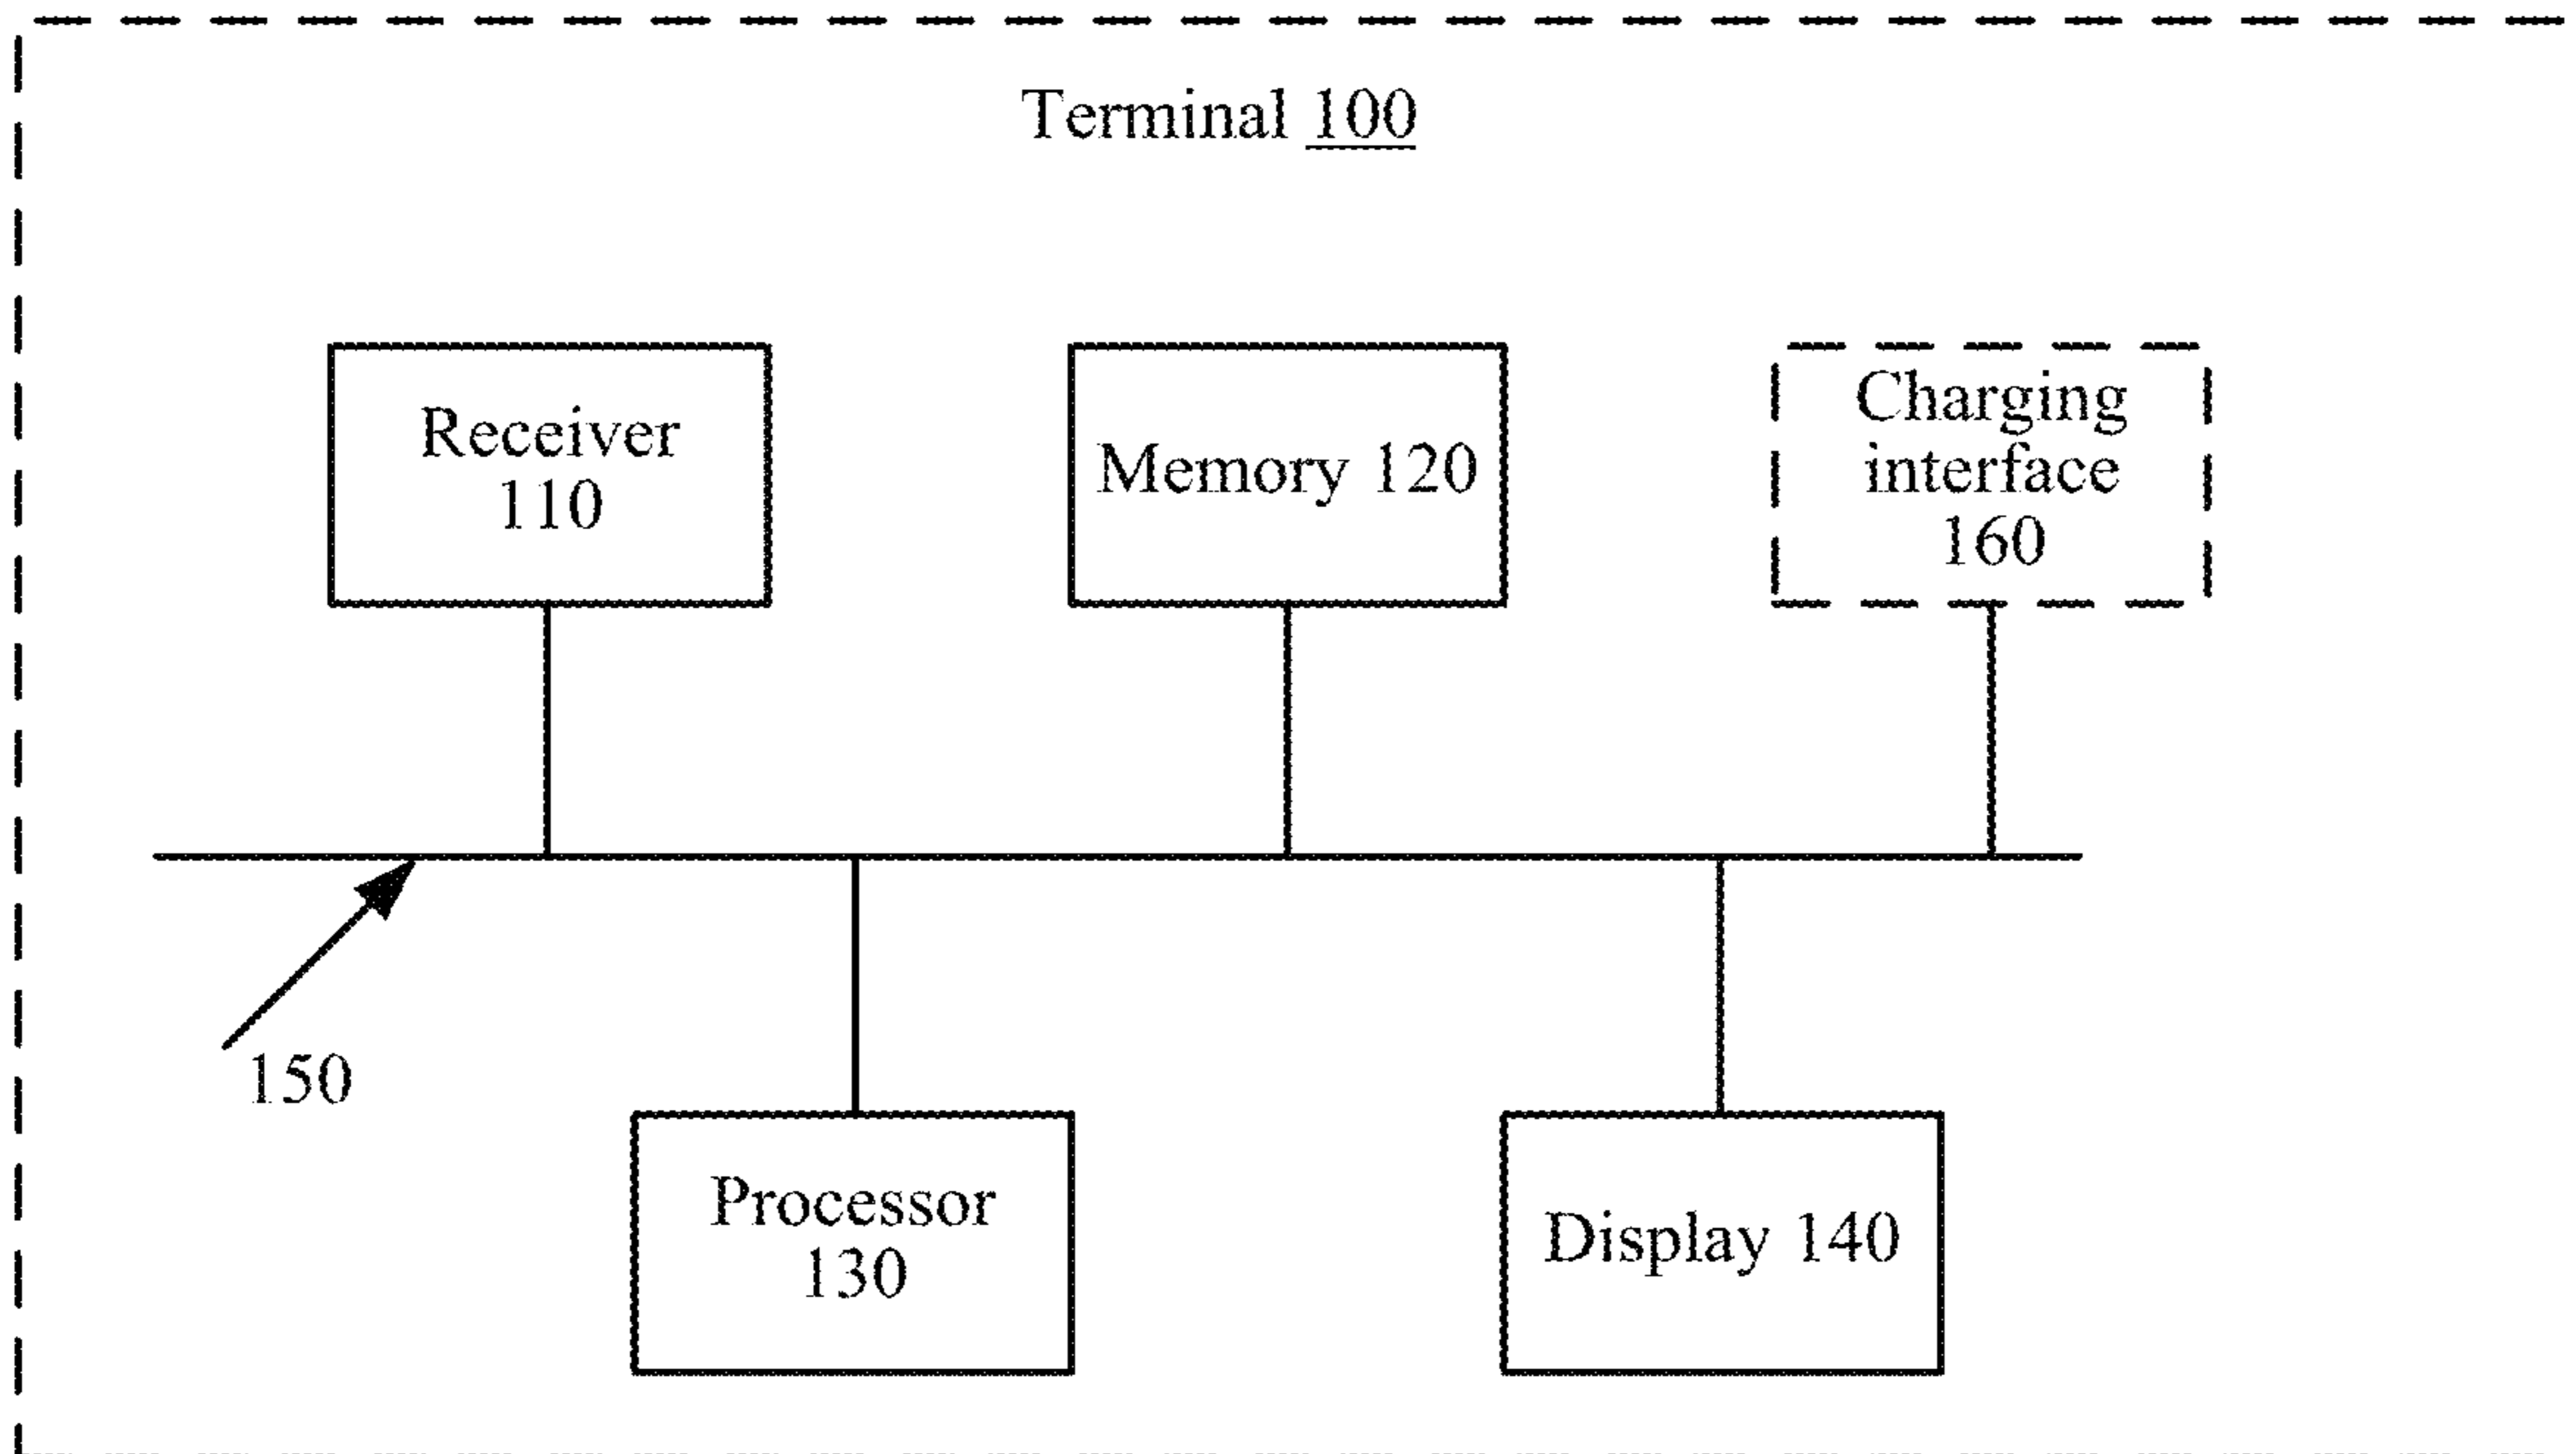 Terminal 100
Receiver
110
Memory 120
Charging
interface
160
150
Processor
130
Display 140